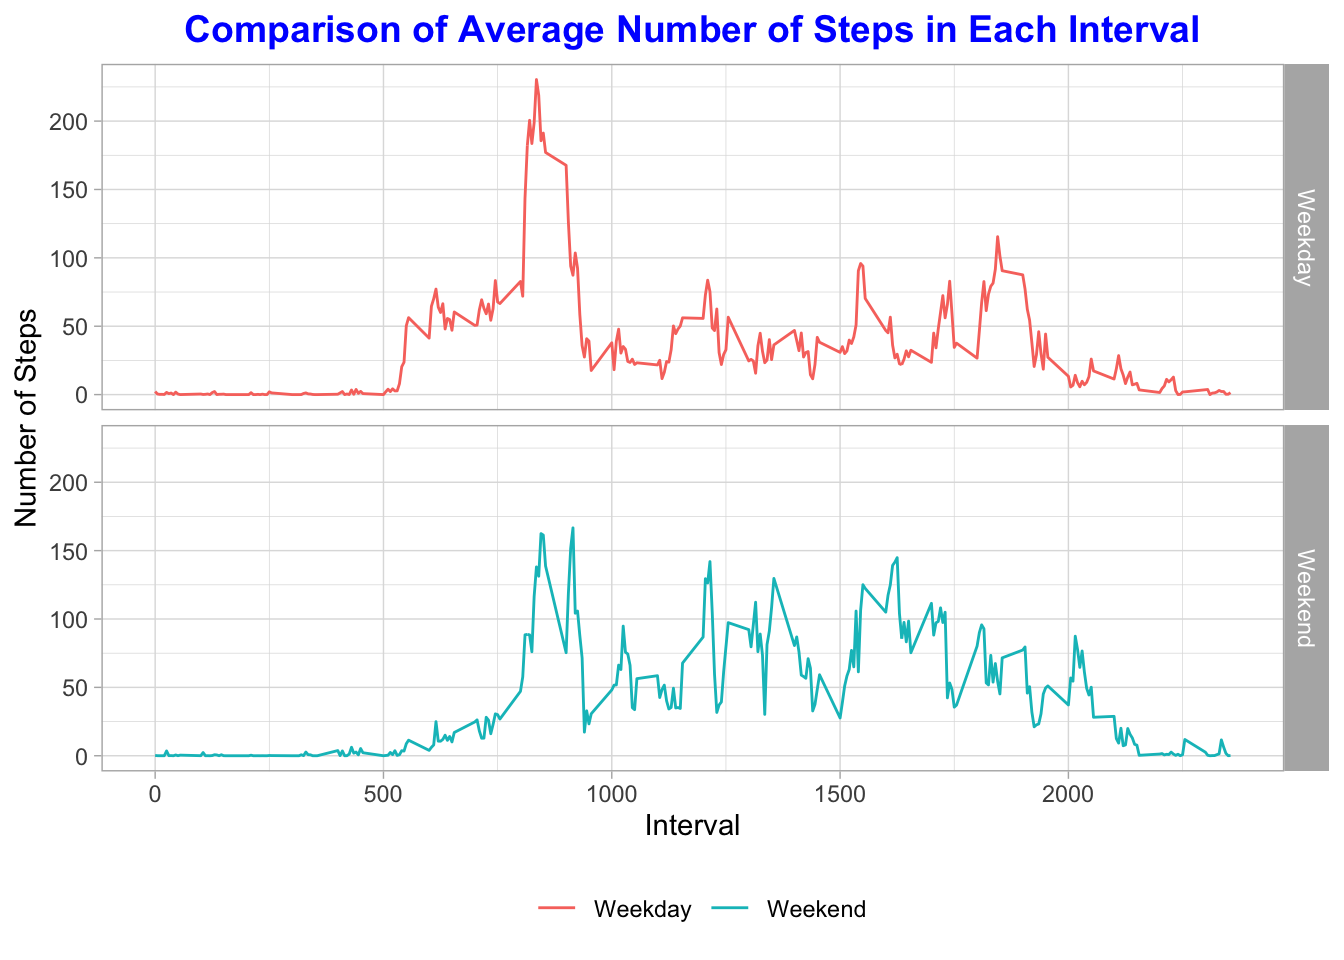 Comparison of Average Number of Steps in Each Interval
Number of Steps
200
150
100
50
0
Weekday
200
150
100
50
0
Weekend
0 500 1000 1500 2000
Interval
Weekday Weekend